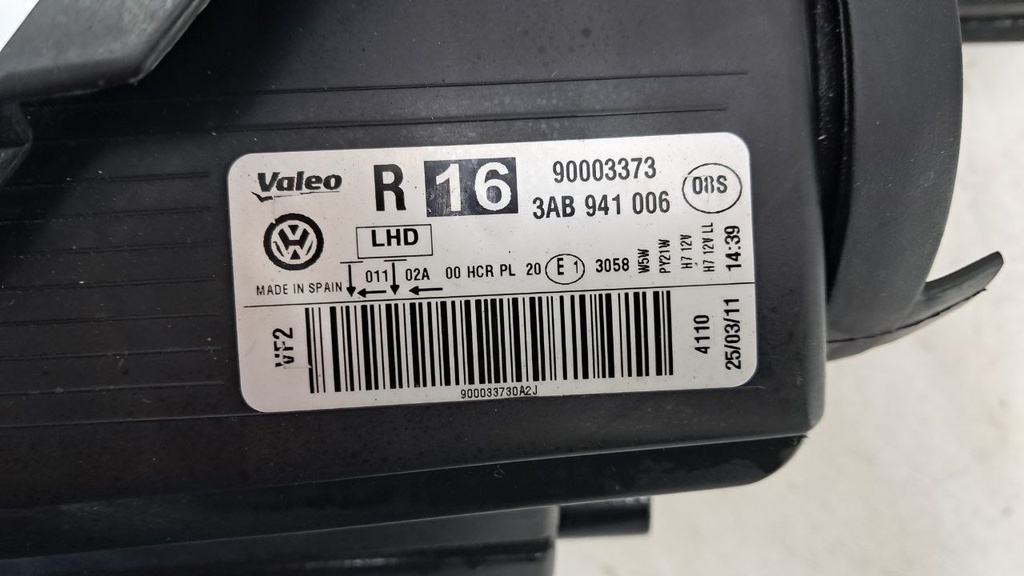 Valeo R 16 90003373 08S
3AB 941 006
LHD
MADE IN SPAIN 011 02A 00 HCR PL 20 E1 3058
W5W
PY21W
H7 12V
H7 12V LL
14:39
VF2
900033730A2J
4110
25/03/11